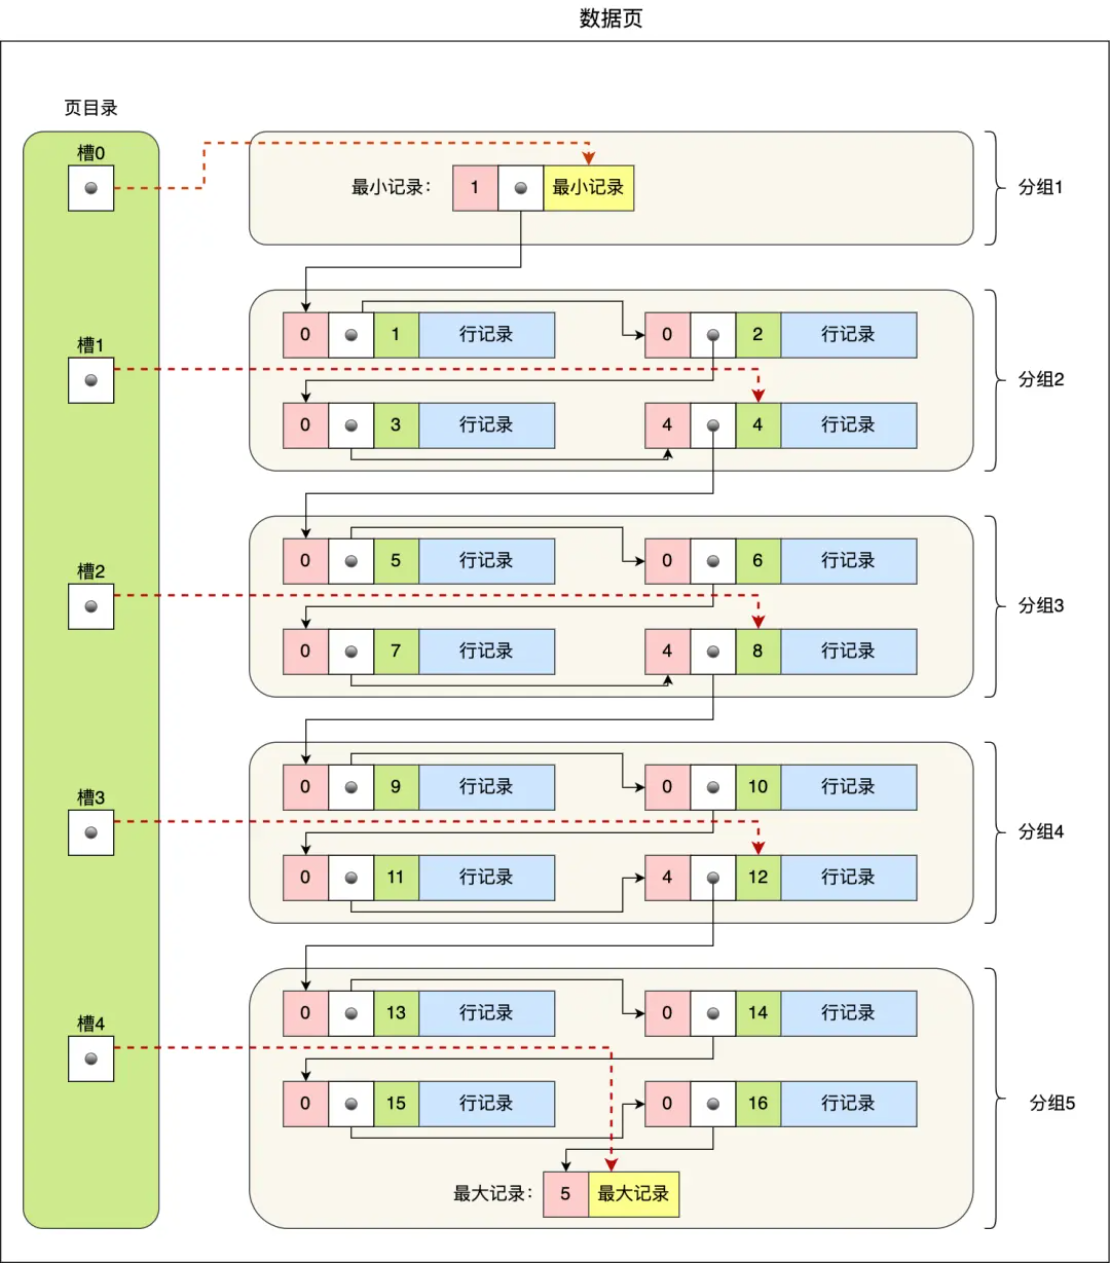 数据页
页目录
槽0
最小记录： 1 最小记录
分组1
0 1 行记录 0 2 行记录
槽1
分组2
0 3 行记录 4 4 行记录
0 5 行记录 0 6 行记录
槽2
分组3
0 7 行记录 4 8 行记录
0 9 行记录 0 10 行记录
槽3
分组4
0 11 行记录 4 12 行记录
0 13 行记录 0 14 行记录
槽4
0 15 行记录 0 16 行记录
分组5
最大记录： 5 最大记录